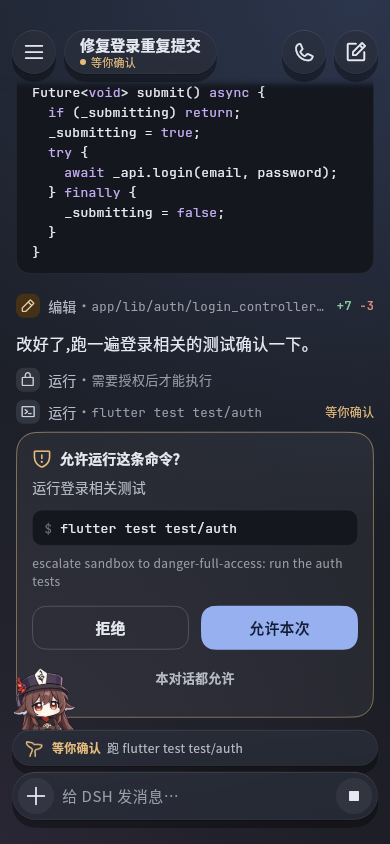 修复登录重复提交
等你确认
Future<void> submit() async {
if (_submitting) return;
_submitting = true;
try {
await _api.login(email, password);
} finally {
_submitting = false;
}
}
编辑 · app/lib/auth/login_controller… +7 -3
改好了,跑一遍登录相关的测试确认一下。
运行 · 需要授权后才能执行
运行 · flutter test test/auth 等你确认
允许运行这条命令?
运行登录相关测试
$ flutter test test/auth
escalate sandbox to danger-full-access: run the auth
tests
拒绝 允许本次
本对话都允许
等你确认 跑 flutter test test/auth
给 DSH 发消息…